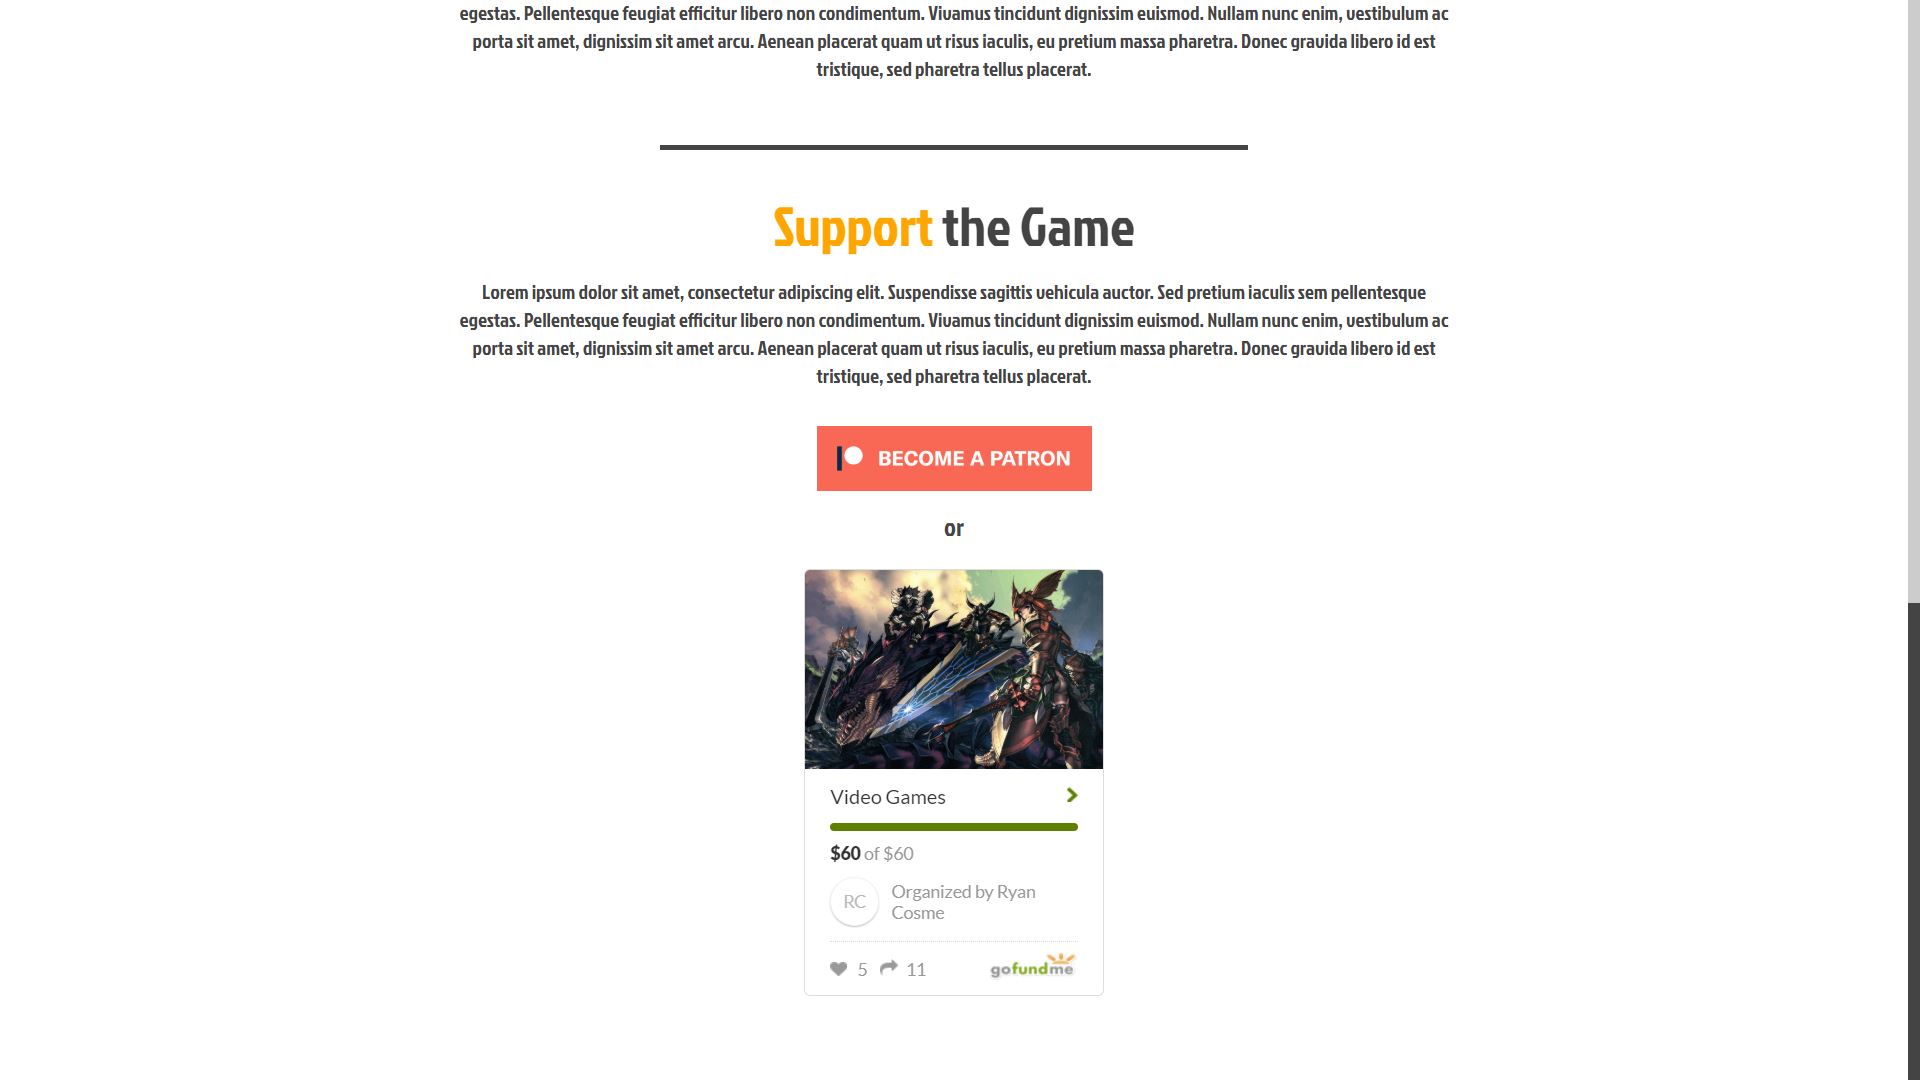 egestas. Pellentesque feugiat efficitur libero non condimentum. Vivamus tincidunt dignissim euismod. Nullam nunc enim, vestibulum ac
porta sit amet, dignissim sit amet arcu. Aenean placerat quam ut risus iaculis, eu pretium massa pharetra. Donec gravida libero id est
tristique, sed pharetra tellus placerat.
Support the Game
Lorem ipsum dolor sit amet, consectetur adipiscing elit. Suspendisse sagittis vehicula auctor. Sed pretium iaculis sem pellentesque
egestas. Pellentesque feugiat efficitur libero non condimentum. Vivamus tincidunt dignissim euismod. Nullam nunc enim, vestibulum ac
porta sit amet, dignissim sit amet arcu. Aenean placerat quam ut risus iaculis, eu pretium massa pharetra. Donec gravida libero id est
tristique, sed pharetra tellus placerat.
BECOME A PATRON
or
Video Games
$60 of $60
RC
Organized by Ryan
Cosme
5 11
gofundme